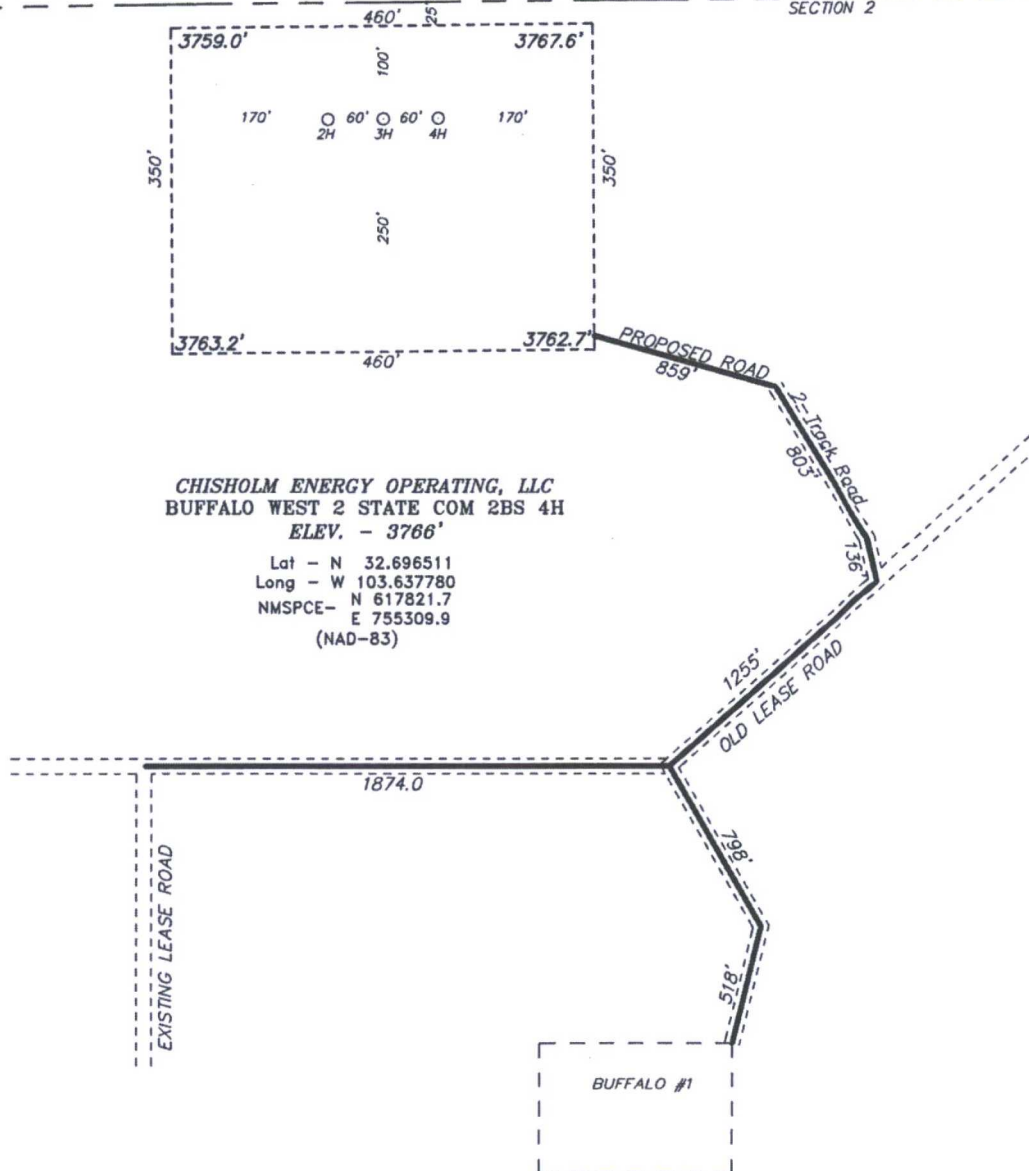 SECTION 2
460'
25'
3759.0'
3767.6'
100'
170'
60'
60'
170'
2H
3H
4H
350'
350'
250'
3763.2'
3762.7'
460'
PROPOSED ROAD
859'
2-Track Road
803'
136'
CHISHOLM ENERGY OPERATING, LLC
BUFFALO WEST 2 STATE COM 2BS 4H
ELEV. - 3766'
Lat - N 32.696511
Long - W 103.637780
NMSPCE- N 617821.7
E 755309.9
(NAD-83)
1255'
OLD LEASE ROAD
1874.0
798'
EXISTING LEASE ROAD
518'
BUFFALO #1